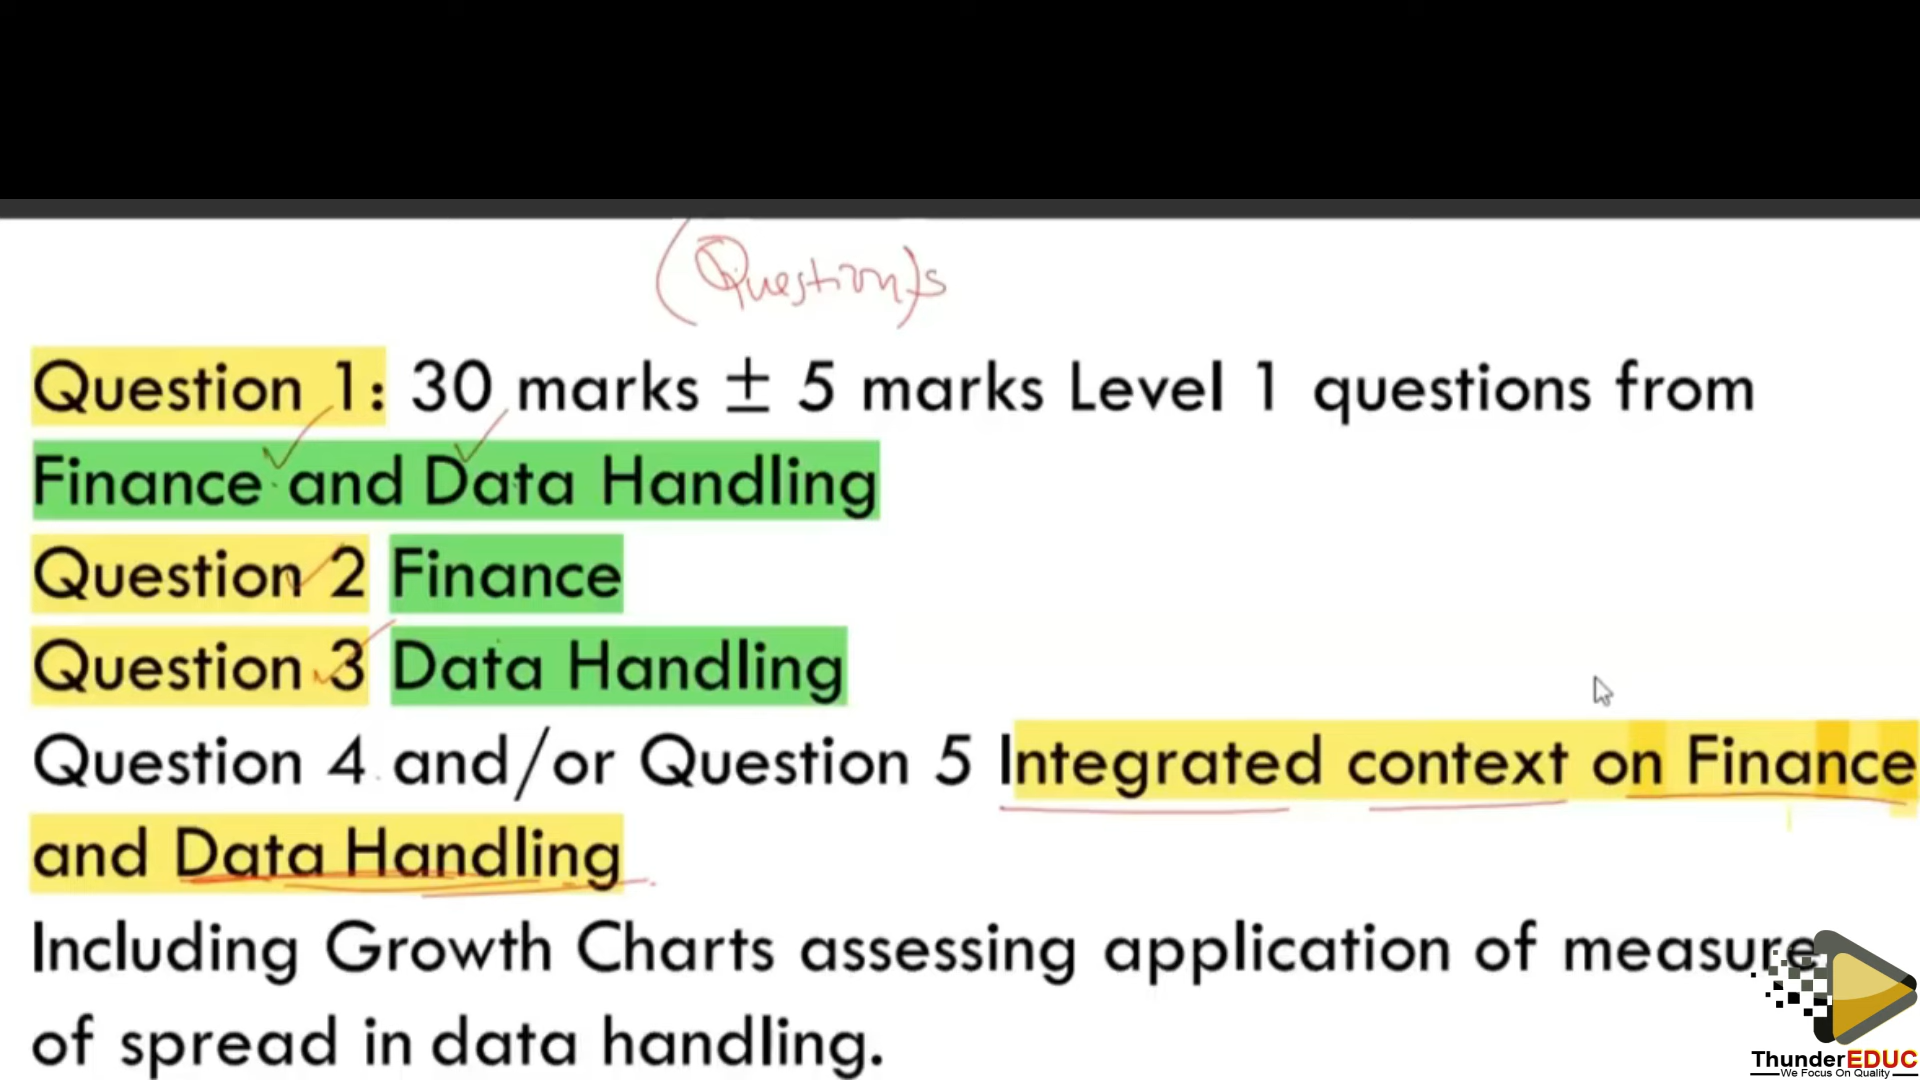 (Question)s
Question 1: 30 marks ± 5 marks Level 1 questions from
Finance and Data Handling
Question 2 Finance
Question 3 Data Handling
Question 4 and/or Question 5 Integrated context on Finance
and Data Handling
Including Growth Charts assessing application of measure
of spread in data handling.
ThunderEDUC
We Focus On Quality